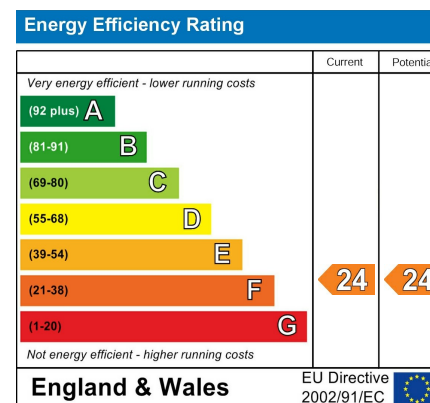 Energy Efficiency Rating
Current Potentia
Very energy efficient - lower running costs
(92 plus) A
(81-91) B
(69-80) C
(55-68) D
(39-54) E
(21-38) F 24 24
(1-20) G
Not energy efficient - higher running costs
England & Wales
EU Directive
2002/91/EC